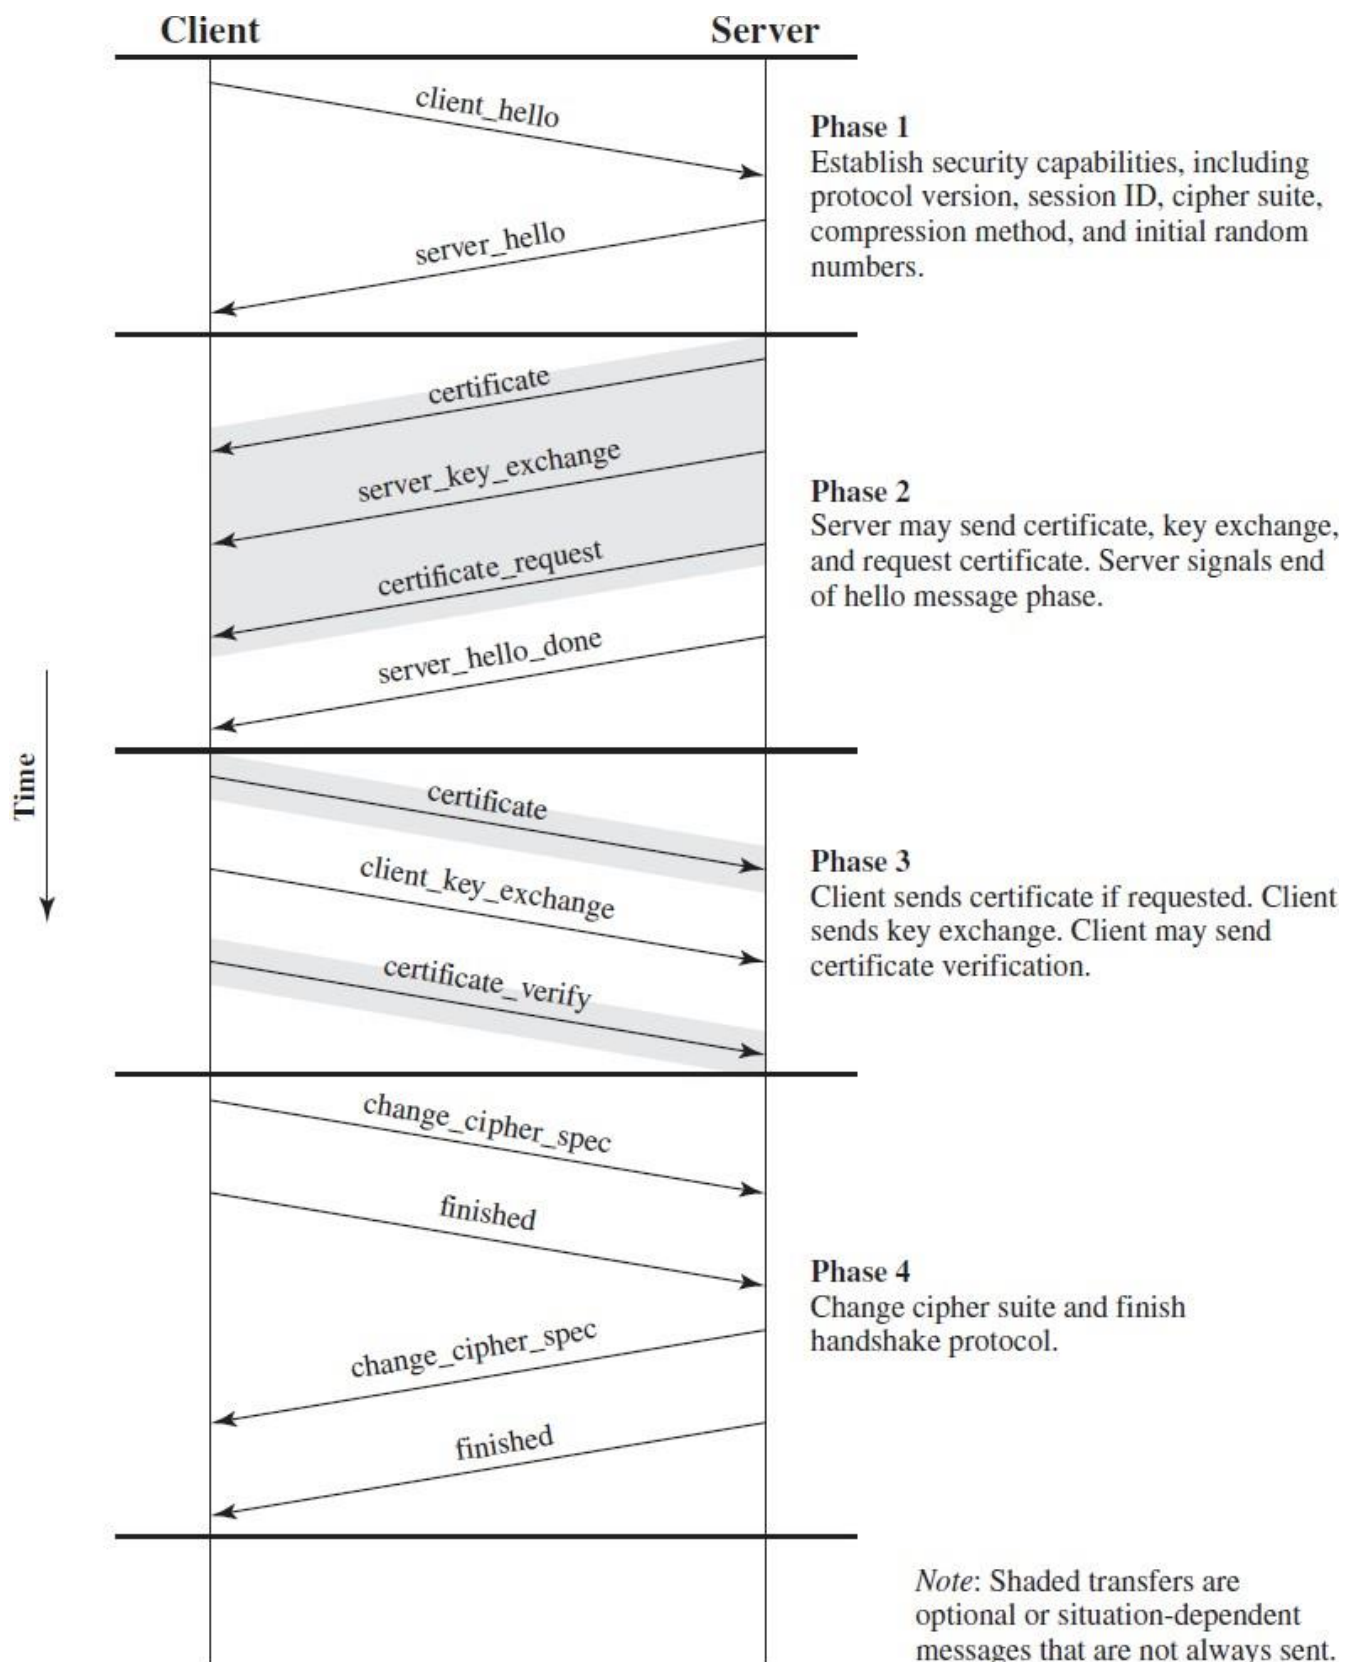 Client
Server
client_hello
server_hello
Phase 1
Establish security capabilities, including
protocol version, session ID, cipher suite,
compression method, and initial random
numbers.
certificate
server_key_exchange
certificate_request
server_hello_done
Phase 2
Server may send certificate, key exchange,
and request certificate. Server signals end
of hello message phase.
Time
certificate
client_key_exchange
certificate_verify
Phase 3
Client sends certificate if requested. Client
sends key exchange. Client may send
certificate verification.
change_cipher_spec
finished
change_cipher_spec
finished
Phase 4
Change cipher suite and finish
handshake protocol.
Note: Shaded transfers are
optional or situation-dependent
messages that are not always sent.